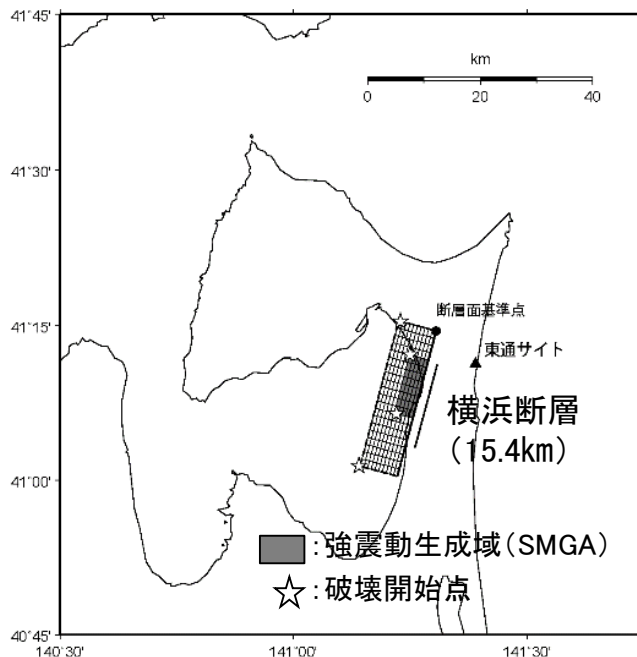 41°45'
km
0 20 40
41°30'
断層面基準点
41°15'
東通サイト
横浜断層
（15.4km）
41°00'
：強震動生成域（SMGA）
：破壊開始点
40°45'
140°30' 141°00' 141°30'